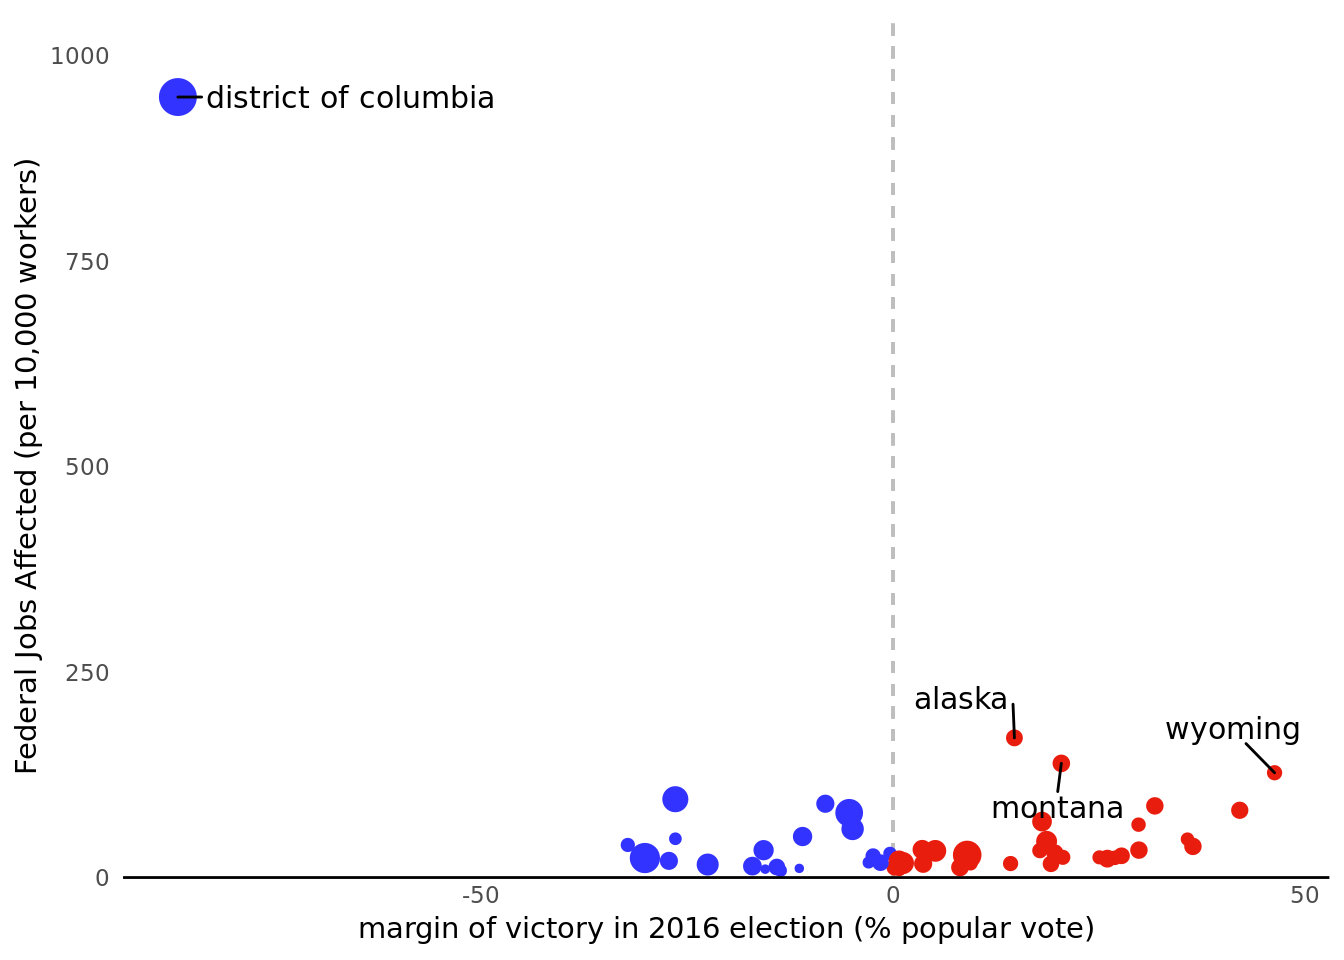 1000
district of columbia
750
500
250
0
Federal Jobs Affected (per 10,000 workers)
alaska
wyoming
montana
-50
0
50
margin of victory in 2016 election (% popular vote)